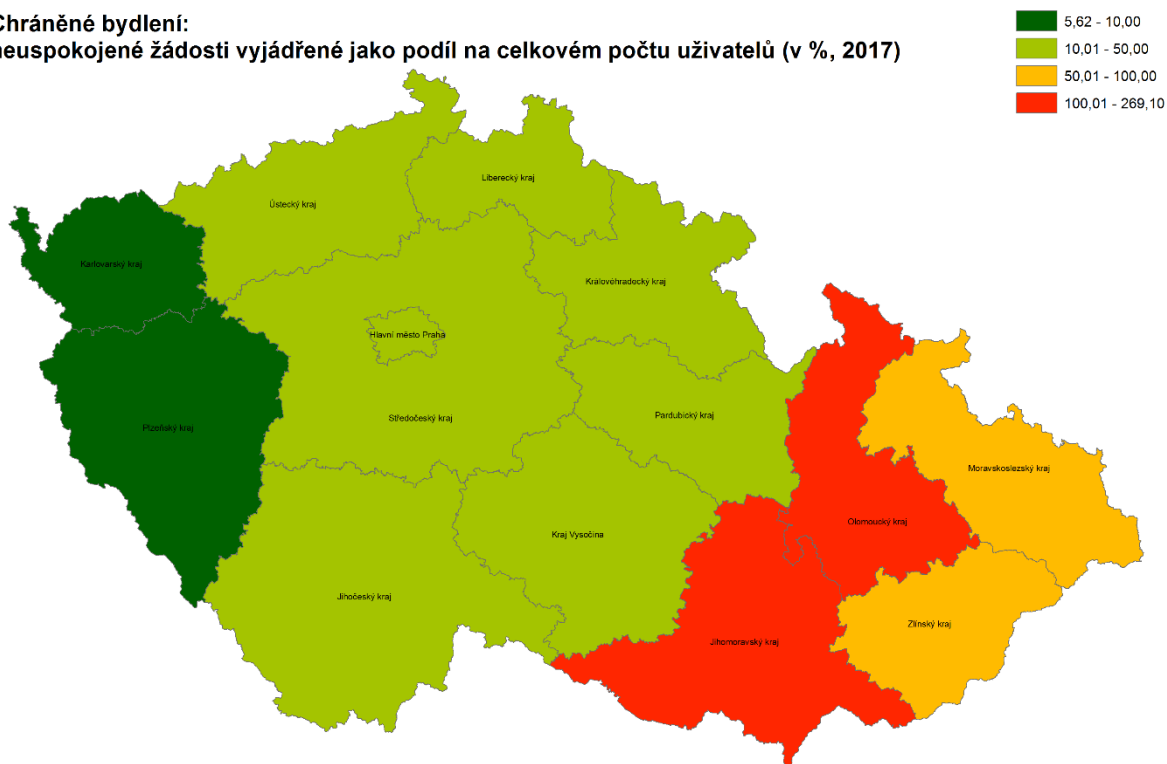 Chráněné bydlení:
neuspokojené žádosti vyjádřené jako podíl na celkovém počtu uživatelů (v %, 2017)
5,62 - 10,00
10,01 - 50,00
50,01 - 100,00
100,01 - 269,10
Liberecký kraj
Ústecký kraj
Karlovarský kraj
Královéhradecký kraj
Hlavní město Praha
Středočeský kraj
Pardubický kraj
Plzeňský kraj
Moravskoslezský kraj
Olomoucký kraj
Kraj Vysočina
Jihočeský kraj
Zlínský kraj
Jihomoravský kraj